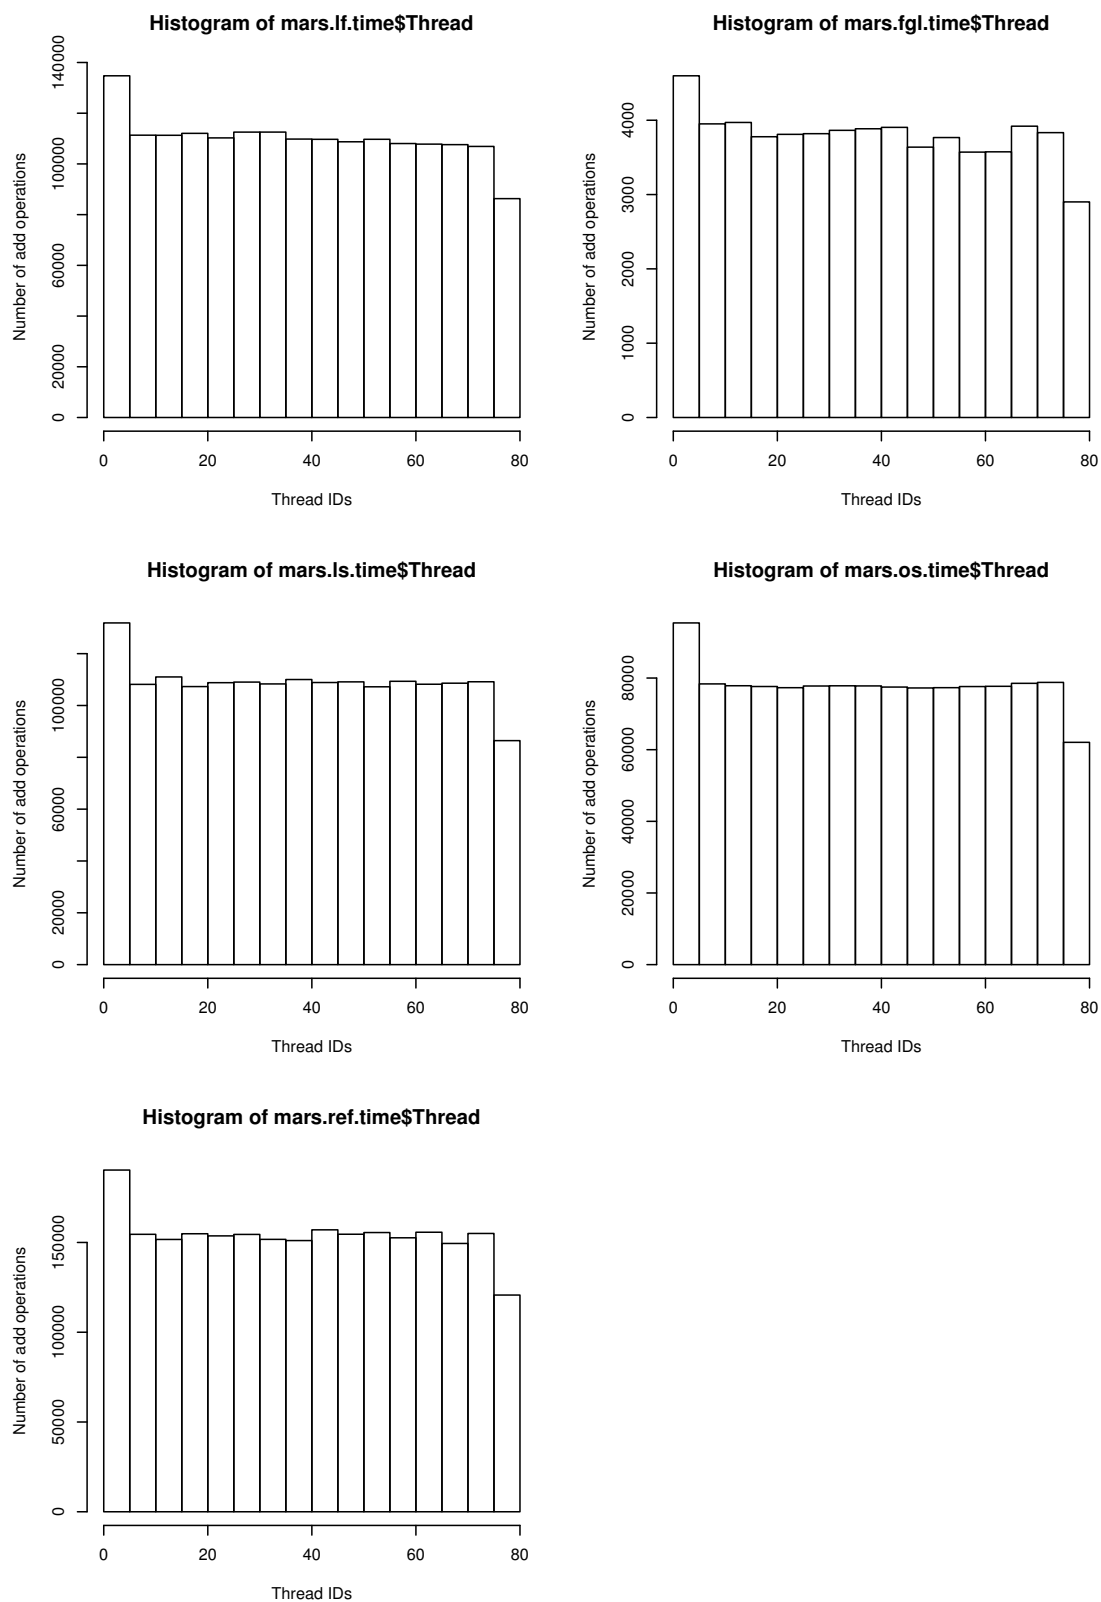 Histogram of mars.lf.time$Thread
Number of add operations
0 20000 60000 100000 140000
0 20 40 60 80
Thread IDs
Histogram of mars.fgl.time$Thread
Number of add operations
0 1000 2000 3000 4000
0 20 40 60 80
Thread IDs
Histogram of mars.ls.time$Thread
Number of add operations
0 20000 60000 100000
0 20 40 60 80
Thread IDs
Histogram of mars.os.time$Thread
Number of add operations
0 20000 40000 60000 80000
0 20 40 60 80
Thread IDs
Histogram of mars.ref.time$Thread
Number of add operations
0 50000 100000 150000
0 20 40 60 80
Thread IDs